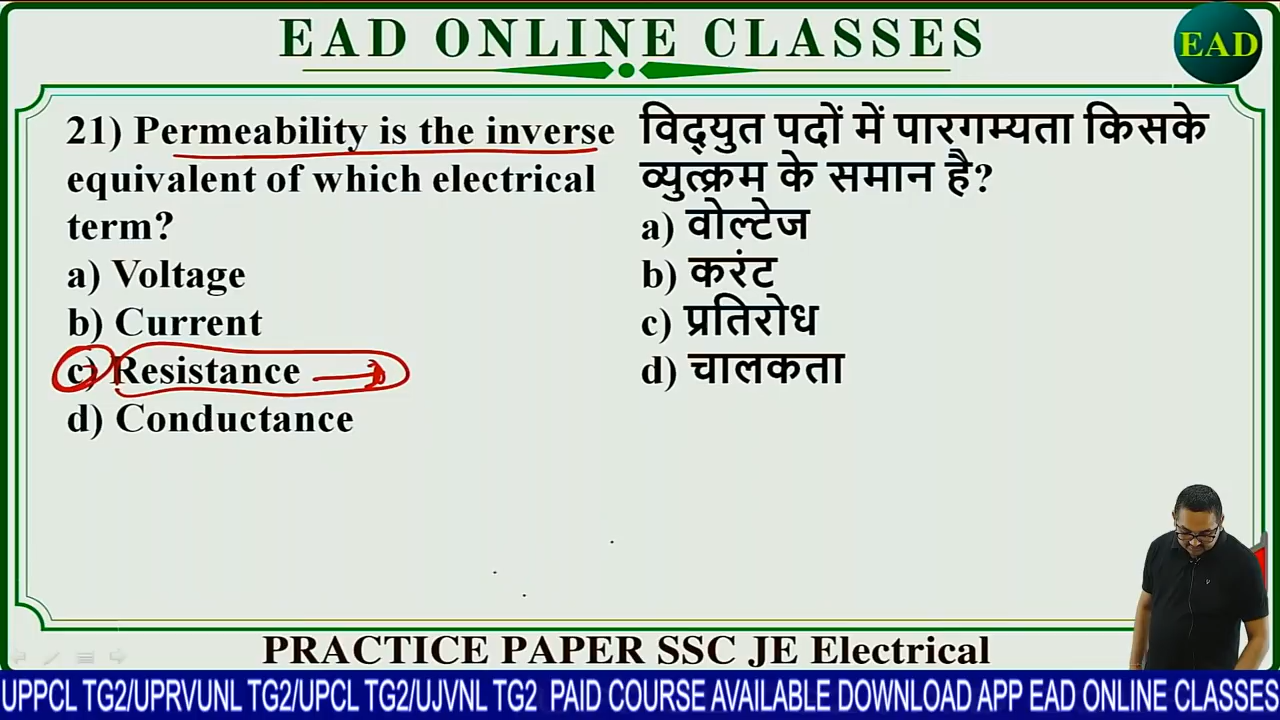 EAD ONLINE CLASSES
EAD
21) Permeability is the inverse
equivalent of which electrical
term?
a) Voltage
b) Current
c) Resistance
d) Conductance
विद्युत पदों में पारगम्यता किसके
व्युत्क्रम के समान है?
a) वोल्टेज
b) करंट
c) प्रतिरोध
d) चालकता
PRACTICE PAPER SSC JE Electrical
UPPCL TG2/UPRVUNL TG2/UPCL TG2/UJVNL TG2 PAID COURSE AVAILABLE DOWNLOAD APP EAD ONLINE CLASSES